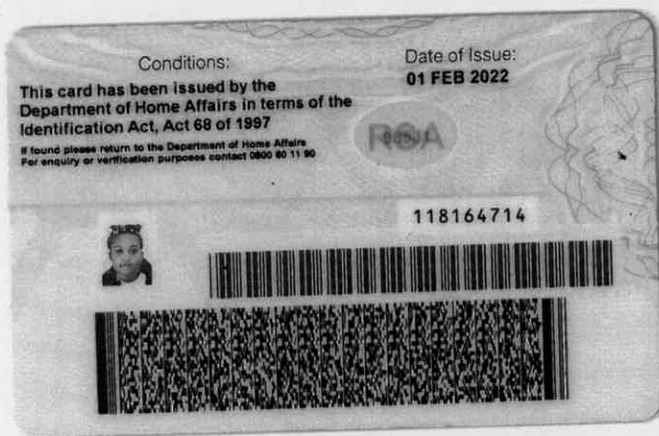 Conditions:
This card has been issued by the
Department of Home Affairs in terms of the
Identification Act, Act 68 of 1997
If found please return to the Department of Home Affairs
For enquiry or verification purposes contact 0800 60 11 90
Date of Issue:
01 FEB 2022
RSA
118164714